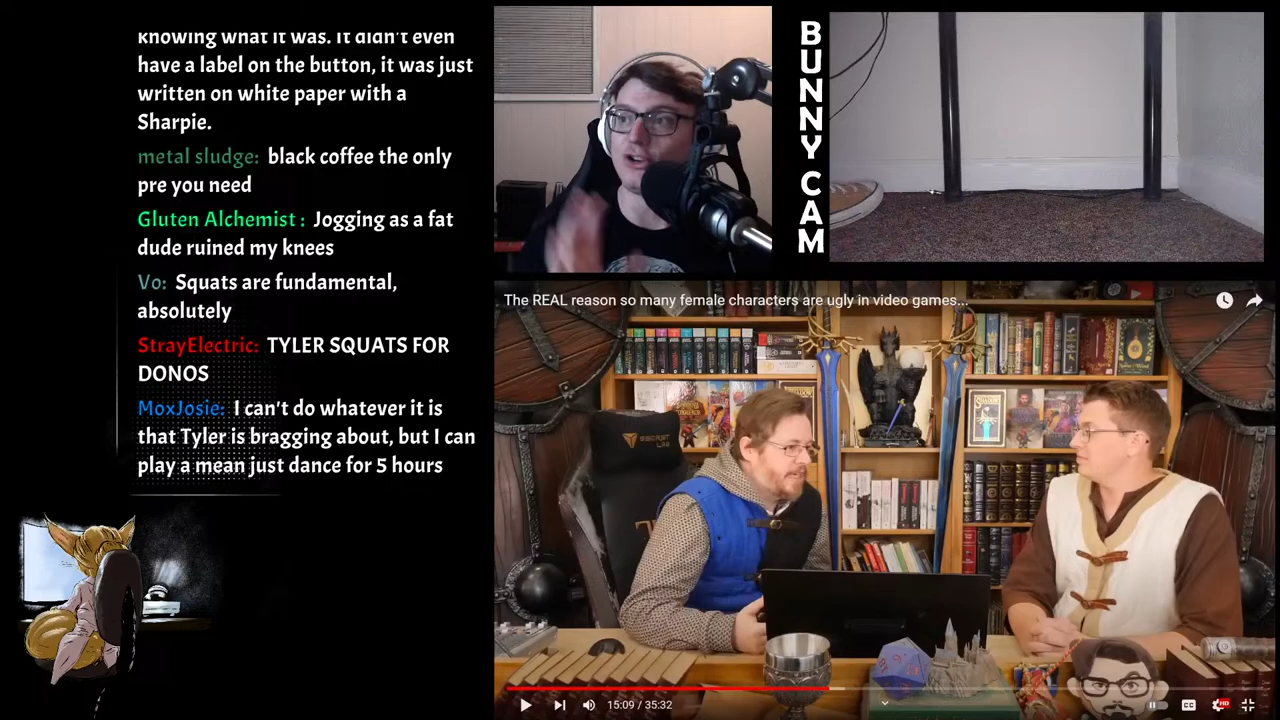 knowing what it was. It didn't even
have a label on the button, it was just
written on white paper with a
Sharpie.
metal sludge: black coffee the only
pre you need
Gluten Alchemist : Jogging as a fat
dude ruined my knees
Vo: Squats are fundamental,
absolutely
StrayElectric: TYLER SQUATS FOR
DONOS
MoxJosie: I can't do whatever it is
that Tyler is bragging about, but I can
play a mean just dance for 5 hours
BUNNY CAM
The REAL reason so many female characters are ugly in video games...
SECRET LAB
15:09 / 35:32
CC
HD